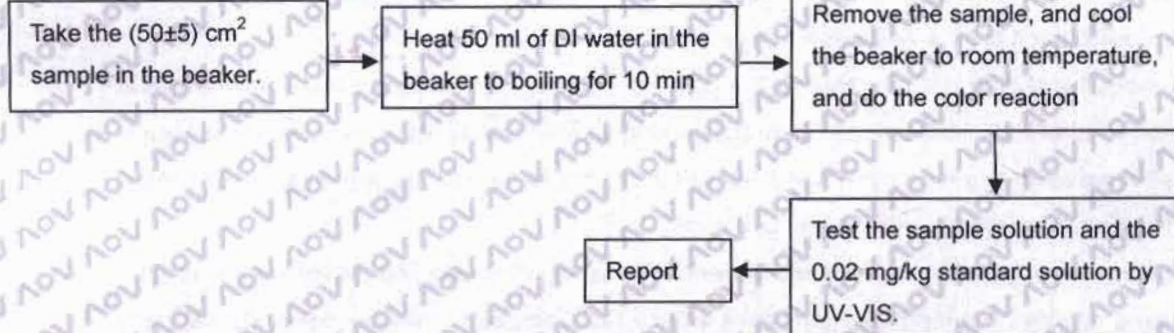 Take the (50±5) cm²
sample in the beaker.
Heat 50 ml of DI water in the
beaker to boiling for 10 min
Remove the sample, and cool
the beaker to room temperature,
and do the color reaction
Test the sample solution and the
0.02 mg/kg standard solution by
UV-VIS.
Report